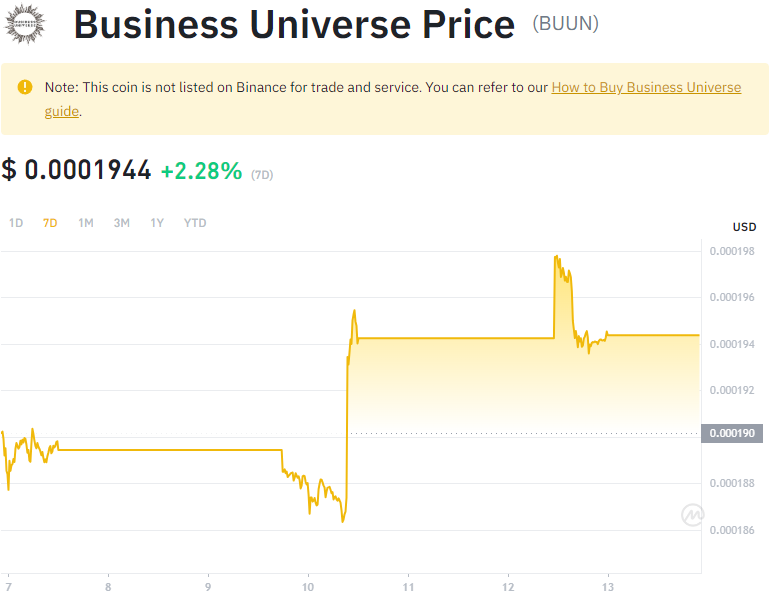 BUSINESS UNIVERSE
Business Universe Price (BUUN)
Note: This coin is not listed on Binance for trade and service. You can refer to our How to Buy Business Universe
guide.
$ 0.0001944 +2.28% (7D)
1D 7D 1M 3M 1Y YTD
USD
0.000198
0.000196
0.000194
0.000192
0.000190
0.000188
0.000186
7 8 9 10 11 12 13